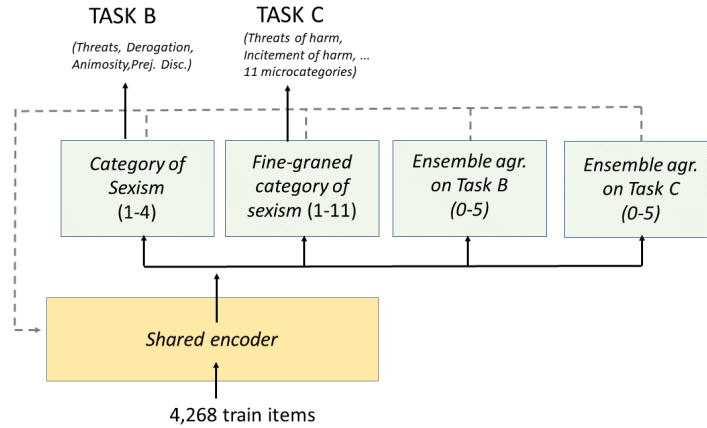 TASK B
(Threats, Derogation,
Animosity,Prej. Disc.)
TASK C
(Threats of harm,
Incitement of harm, ...
11 microcategories)
Category of
Sexism
(1-4)
Fine-graned
category of
sexism (1-11)
Ensemble agr.
on Task B
(0-5)
Ensemble agr.
on Task C
(0-5)
Shared encoder
4,268 train items